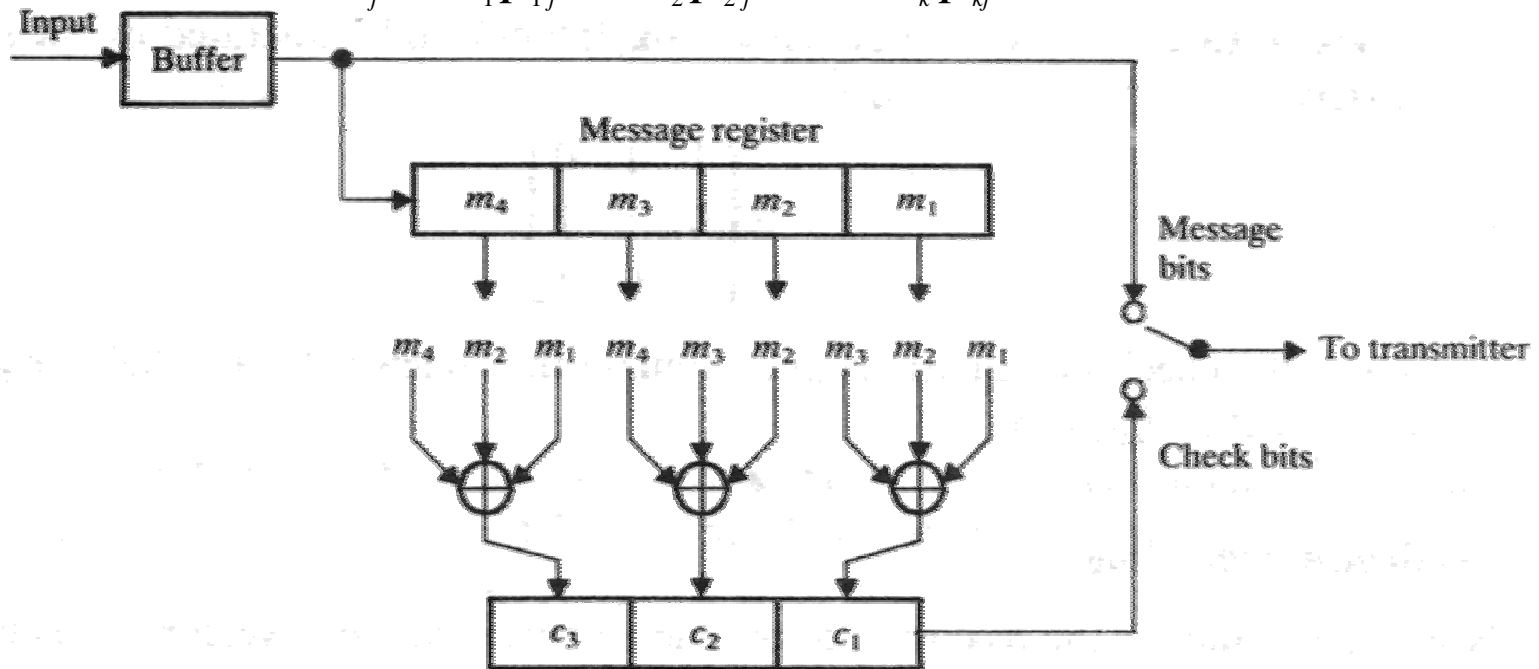 Input
Buffer
Message register
m₄ m₃ m₂ m₁
Message
bits
m₄ m₂ m₁ m₄ m₃ m₂ m₃ m₂ m₁
To transmitter
Check bits
c₃ c₂ c₁